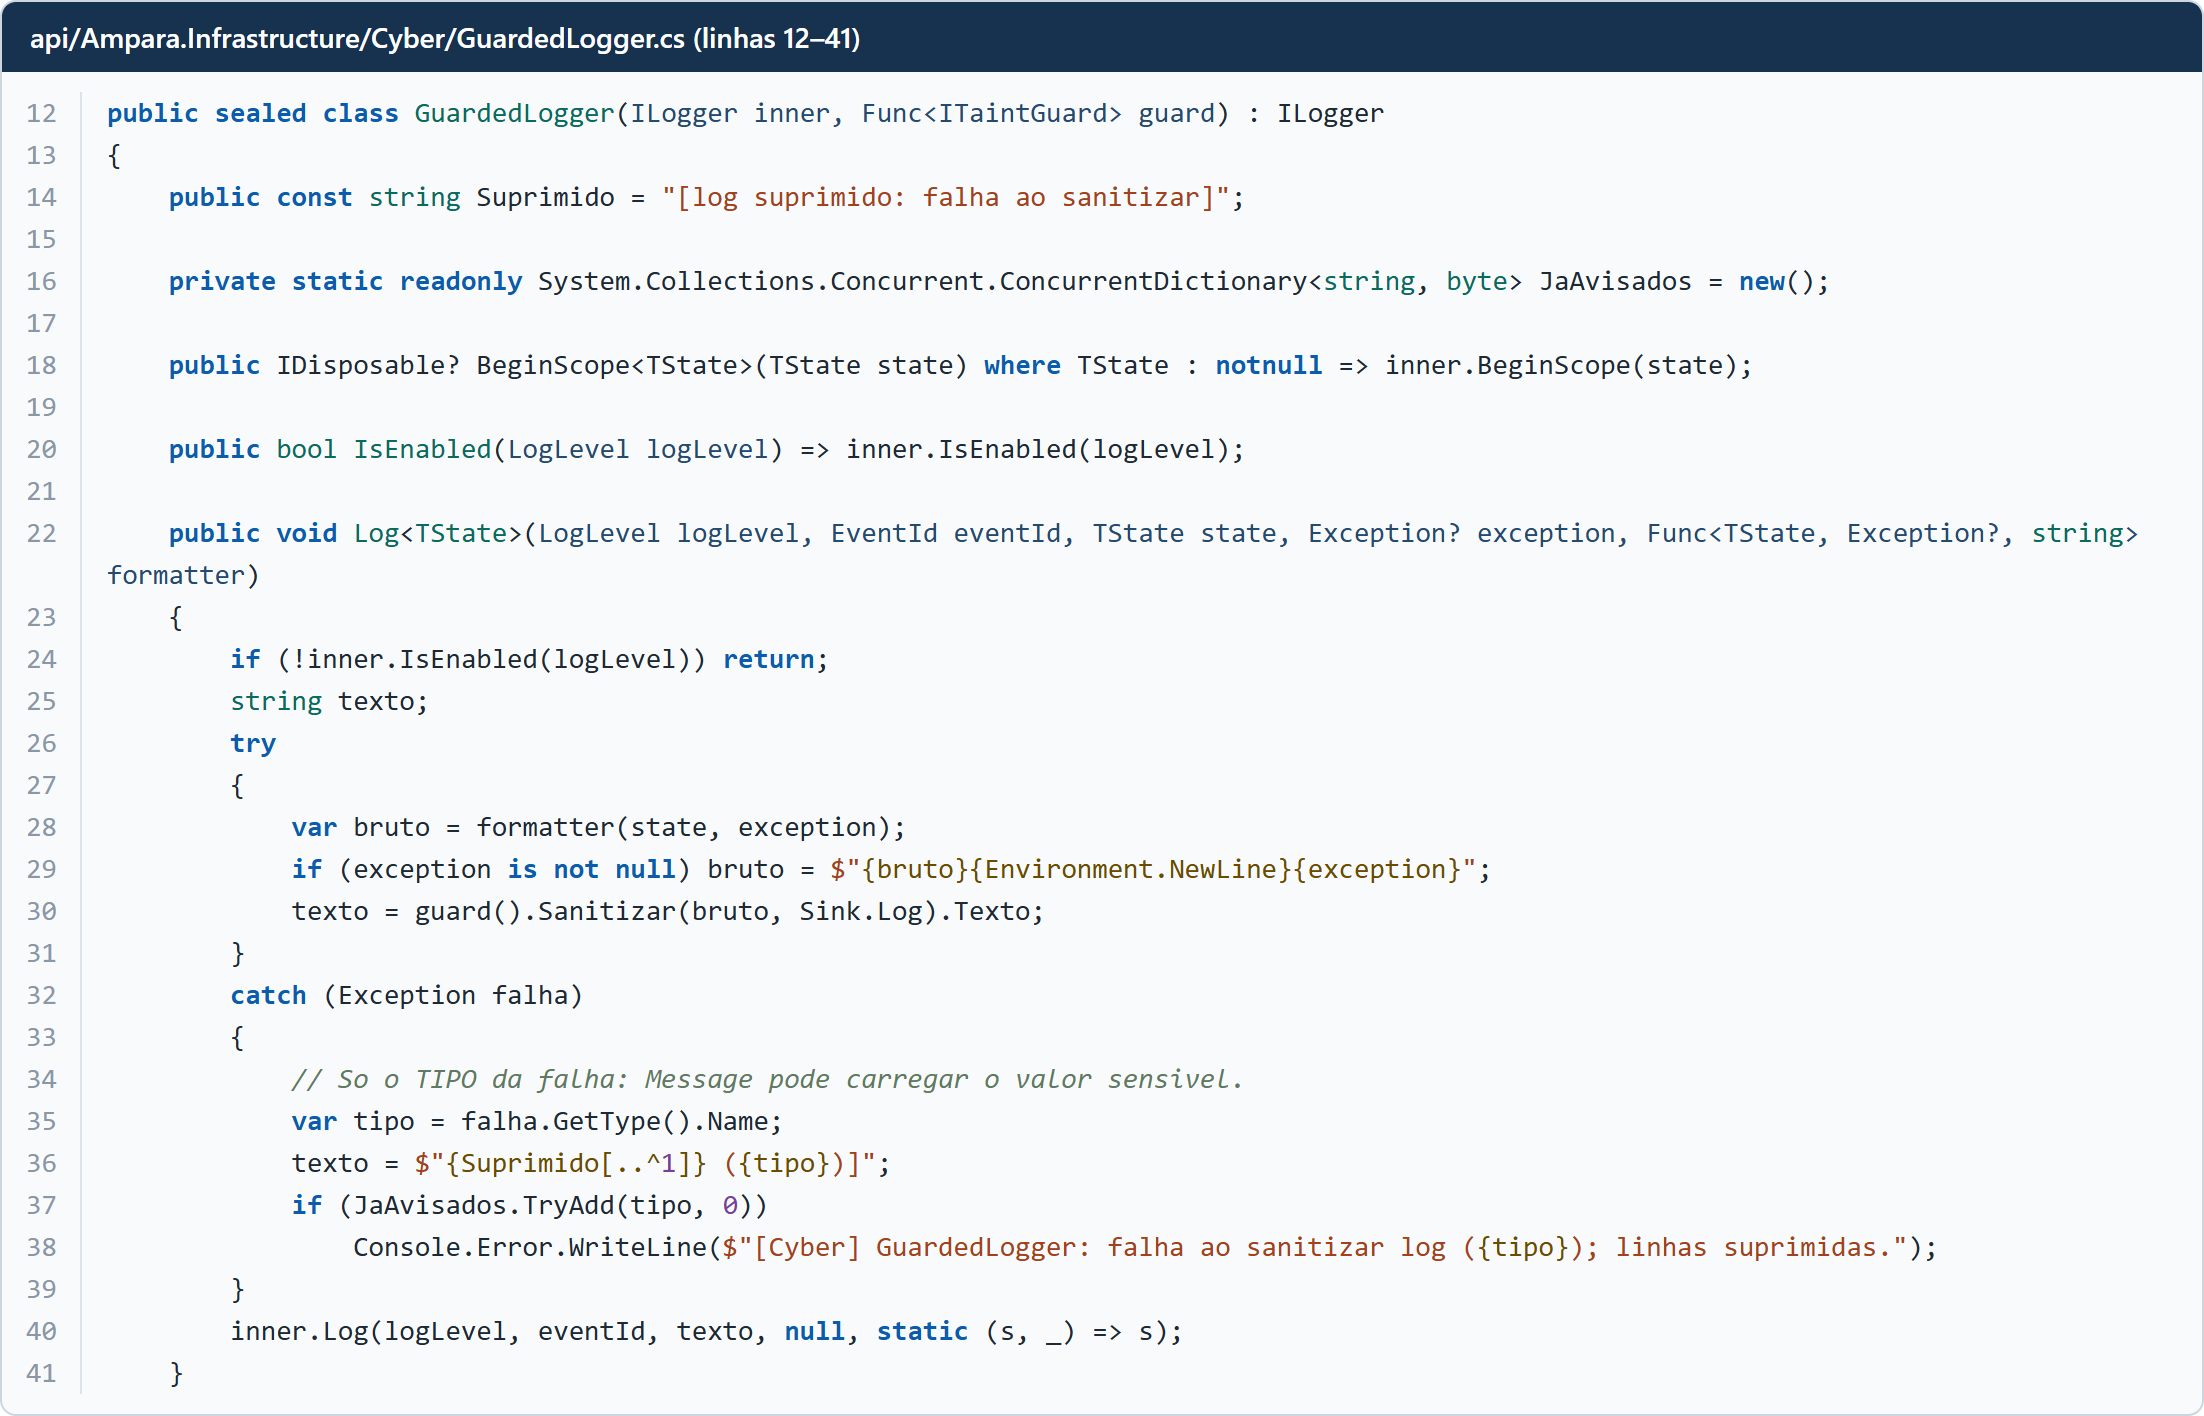 api/Ampara.Infrastructure/Cyber/GuardedLogger.cs (linhas 12–41)
12 public sealed class GuardedLogger(ILogger inner, Func<ITaintGuard> guard) : ILogger
13 {
14     public const string Suprimido = "[log suprimido: falha ao sanitizar]";
15
16     private static readonly System.Collections.Concurrent.ConcurrentDictionary<string, byte> JaAvisados = new();
17
18     public IDisposable? BeginScope<TState>(TState state) where TState : notnull => inner.BeginScope(state);
19
20     public bool IsEnabled(LogLevel logLevel) => inner.IsEnabled(logLevel);
21
22     public void Log<TState>(LogLevel logLevel, EventId eventId, TState state, Exception? exception, Func<TState, Exception?, string>
formatter)
23     {
24         if (!inner.IsEnabled(logLevel)) return;
25         string texto;
26         try
27         {
28             var bruto = formatter(state, exception);
29             if (exception is not null) bruto = $"{bruto}{Environment.NewLine}{exception}";
30             texto = guard().Sanitizar(bruto, Sink.Log).Texto;
31         }
32         catch (Exception falha)
33         {
34             // So o TIPO da falha: Message pode carregar o valor sensivel.
35             var tipo = falha.GetType().Name;
36             texto = $"{Suprimido[..^1]} ({tipo})]";
37             if (JaAvisados.TryAdd(tipo, 0))
38                 Console.Error.WriteLine($"[Cyber] GuardedLogger: falha ao sanitizar log ({tipo}); linhas suprimidas.");
39         }
40         inner.Log(logLevel, eventId, texto, null, static (s, _) => s);
41     }